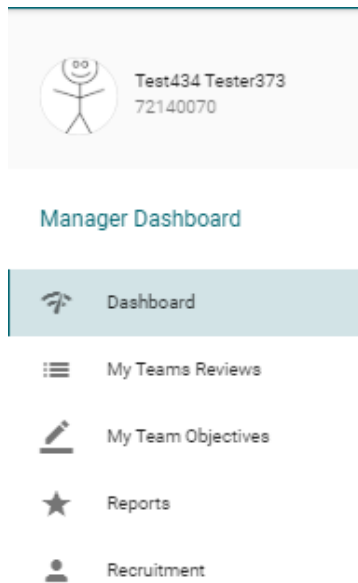 Test434 Tester373
72140070
Manager Dashboard
Dashboard
My Teams Reviews
My Team Objectives
Reports
Recruitment